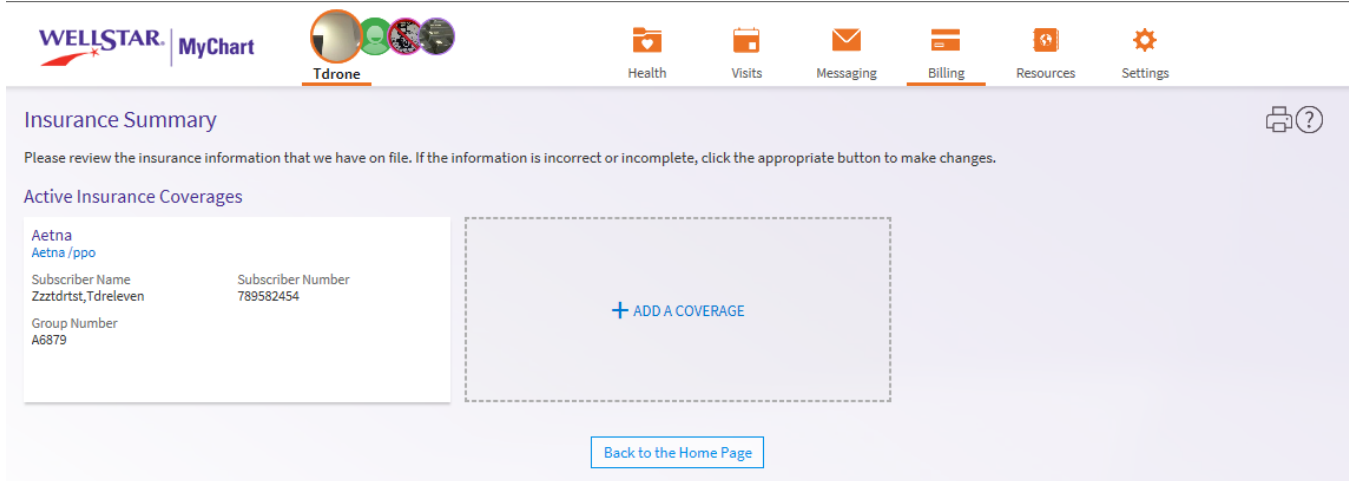 WELLSTAR. MyChart
Tdrone
Health Visits Messaging Billing Resources Settings
Insurance Summary
Please review the insurance information that we have on file. If the information is incorrect or incomplete, click the appropriate button to make changes.
Active Insurance Coverages
Aetna
Aetna /ppo
Subscriber Name Subscriber Number
Zzztdrtst,Tdreleven 789582454
Group Number
A6879
+ ADD A COVERAGE
Back to the Home Page